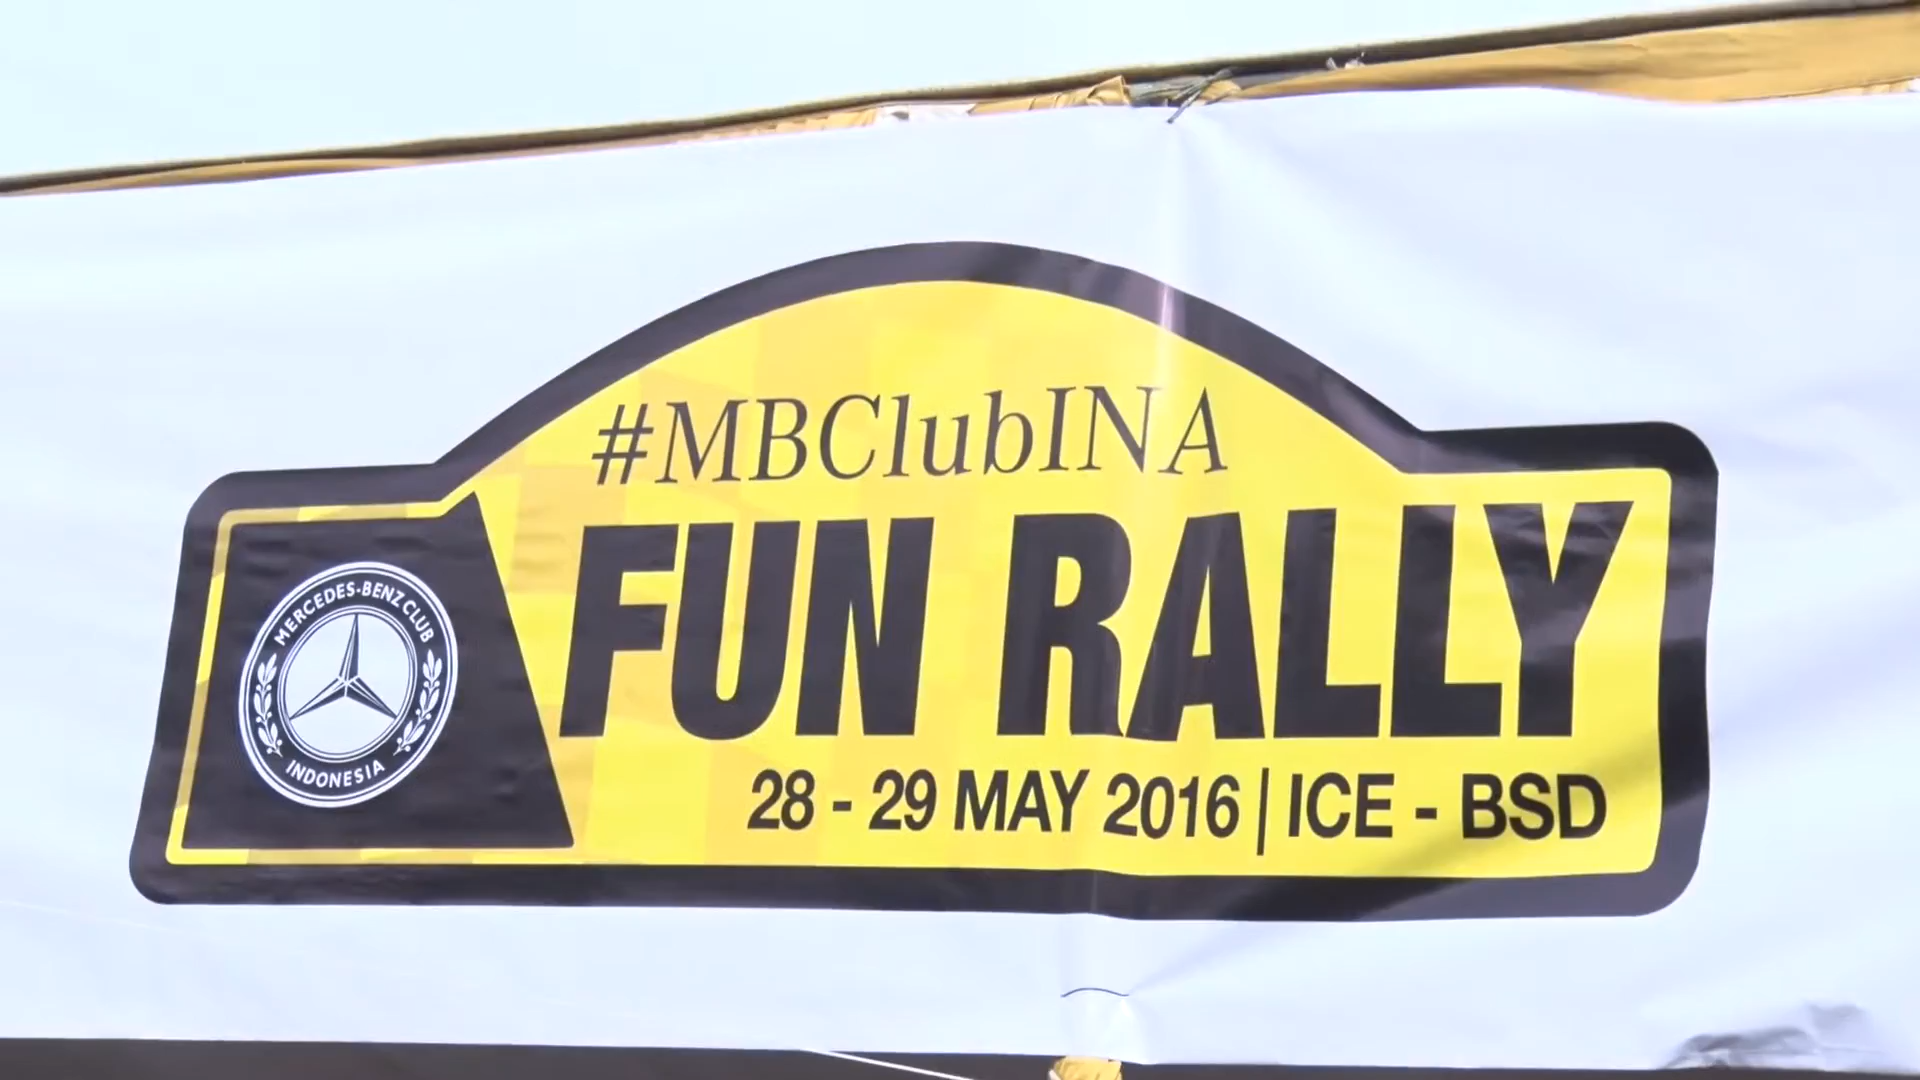 #MBClubINA
FUN RALLY
28 - 29 MAY 2016 | ICE - BSD
MERCEDES-BENZ CLUB
INDONESIA